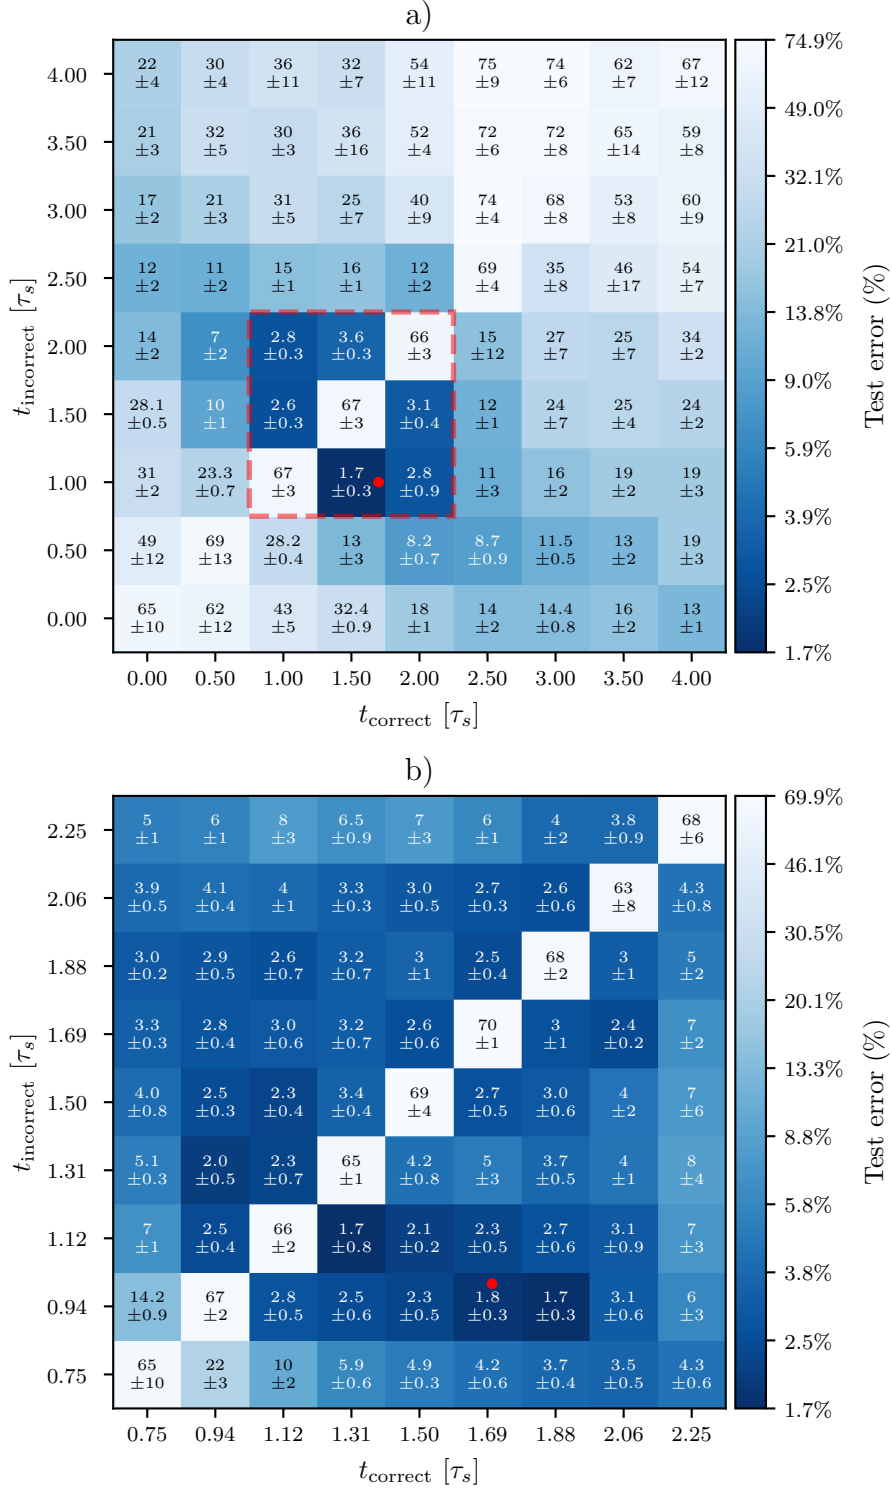 a)
4.00 22 30 36 32 54 75 74 62 67 74.9%
±4 ±4 ±11 ±7 ±11 ±9 ±6 ±7 ±12
3.50 21 32 30 36 52 72 72 65 59 49.0%
±3 ±5 ±3 ±16 ±4 ±6 ±8 ±14 ±8
3.00 17 21 31 25 40 74 68 53 60 32.1%
±2 ±3 ±5 ±7 ±9 ±4 ±8 ±8 ±9
2.50 12 11 15 16 12 69 35 46 54 21.0%
±2 ±2 ±1 ±1 ±2 ±4 ±8 ±17 ±7
2.00 14 7 2.8 3.6 66 15 27 25 34 13.8%
±2 ±2 ±0.3 ±0.3 ±3 ±12 ±7 ±7 ±2
1.50 28.1 10 2.6 67 3.1 12 24 25 24 9.0%
±0.5 ±1 ±0.3 ±3 ±0.4 ±1 ±7 ±4 ±2
1.00 31 23.3 67 1.7 2.8 11 16 19 19 5.9%
±2 ±0.7 ±3 ±0.3 ±0.9 ±3 ±2 ±2 ±3
0.50 49 69 28.2 13 8.2 8.7 11.5 13 19 3.9%
±12 ±13 ±0.4 ±3 ±0.7 ±0.9 ±0.5 ±2 ±3
0.00 65 62 43 32.4 18 14 14.4 16 13 2.5%
±10 ±12 ±5 ±0.9 ±1 ±2 ±0.8 ±2 ±1
1.7%
0.00 0.50 1.00 1.50 2.00 2.50 3.00 3.50 4.00
t_correct [τ_s]
t_incorrect [τ_s]
Test error (%)
b)
2.25 5 6 8 6.5 7 6 4 3.8 68 69.9%
±1 ±1 ±3 ±0.9 ±3 ±1 ±2 ±0.9 ±6
2.06 3.9 4.1 4 3.3 3.0 2.7 2.6 63 4.3 46.1%
±0.5 ±0.4 ±1 ±0.3 ±0.5 ±0.3 ±0.6 ±8 ±0.8
1.88 3.0 2.9 2.6 3.2 3 2.5 68 3 5 30.5%
±0.2 ±0.5 ±0.7 ±0.7 ±1 ±0.4 ±2 ±1 ±2
1.69 3.3 2.8 3.0 3.2 2.6 70 3 2.4 7 20.1%
±0.3 ±0.4 ±0.6 ±0.7 ±0.6 ±1 ±1 ±0.2 ±2
1.50 4.0 2.5 2.3 3.4 69 2.7 3.0 4 7 13.3%
±0.8 ±0.3 ±0.4 ±0.4 ±4 ±0.5 ±0.6 ±2 ±6
1.31 5.1 2.0 2.3 65 4.2 5 3.7 4 8 8.8%
±0.3 ±0.5 ±0.7 ±1 ±0.8 ±3 ±0.5 ±1 ±4
1.12 7 2.5 66 1.7 2.1 2.3 2.7 3.1 7 5.8%
±1 ±0.4 ±2 ±0.8 ±0.2 ±0.5 ±0.6 ±0.9 ±3
0.94 14.2 67 2.8 2.5 2.3 1.8 1.7 3.1 6 3.8%
±0.9 ±2 ±0.5 ±0.6 ±0.5 ±0.3 ±0.3 ±0.6 ±3
0.75 65 22 10 5.9 4.9 4.2 3.7 3.5 4.3 2.5%
±10 ±3 ±2 ±0.6 ±0.3 ±0.6 ±0.4 ±0.5 ±0.6
1.7%
0.75 0.94 1.12 1.31 1.50 1.69 1.88 2.06 2.25
t_correct [τ_s]
t_incorrect [τ_s]
Test error (%)